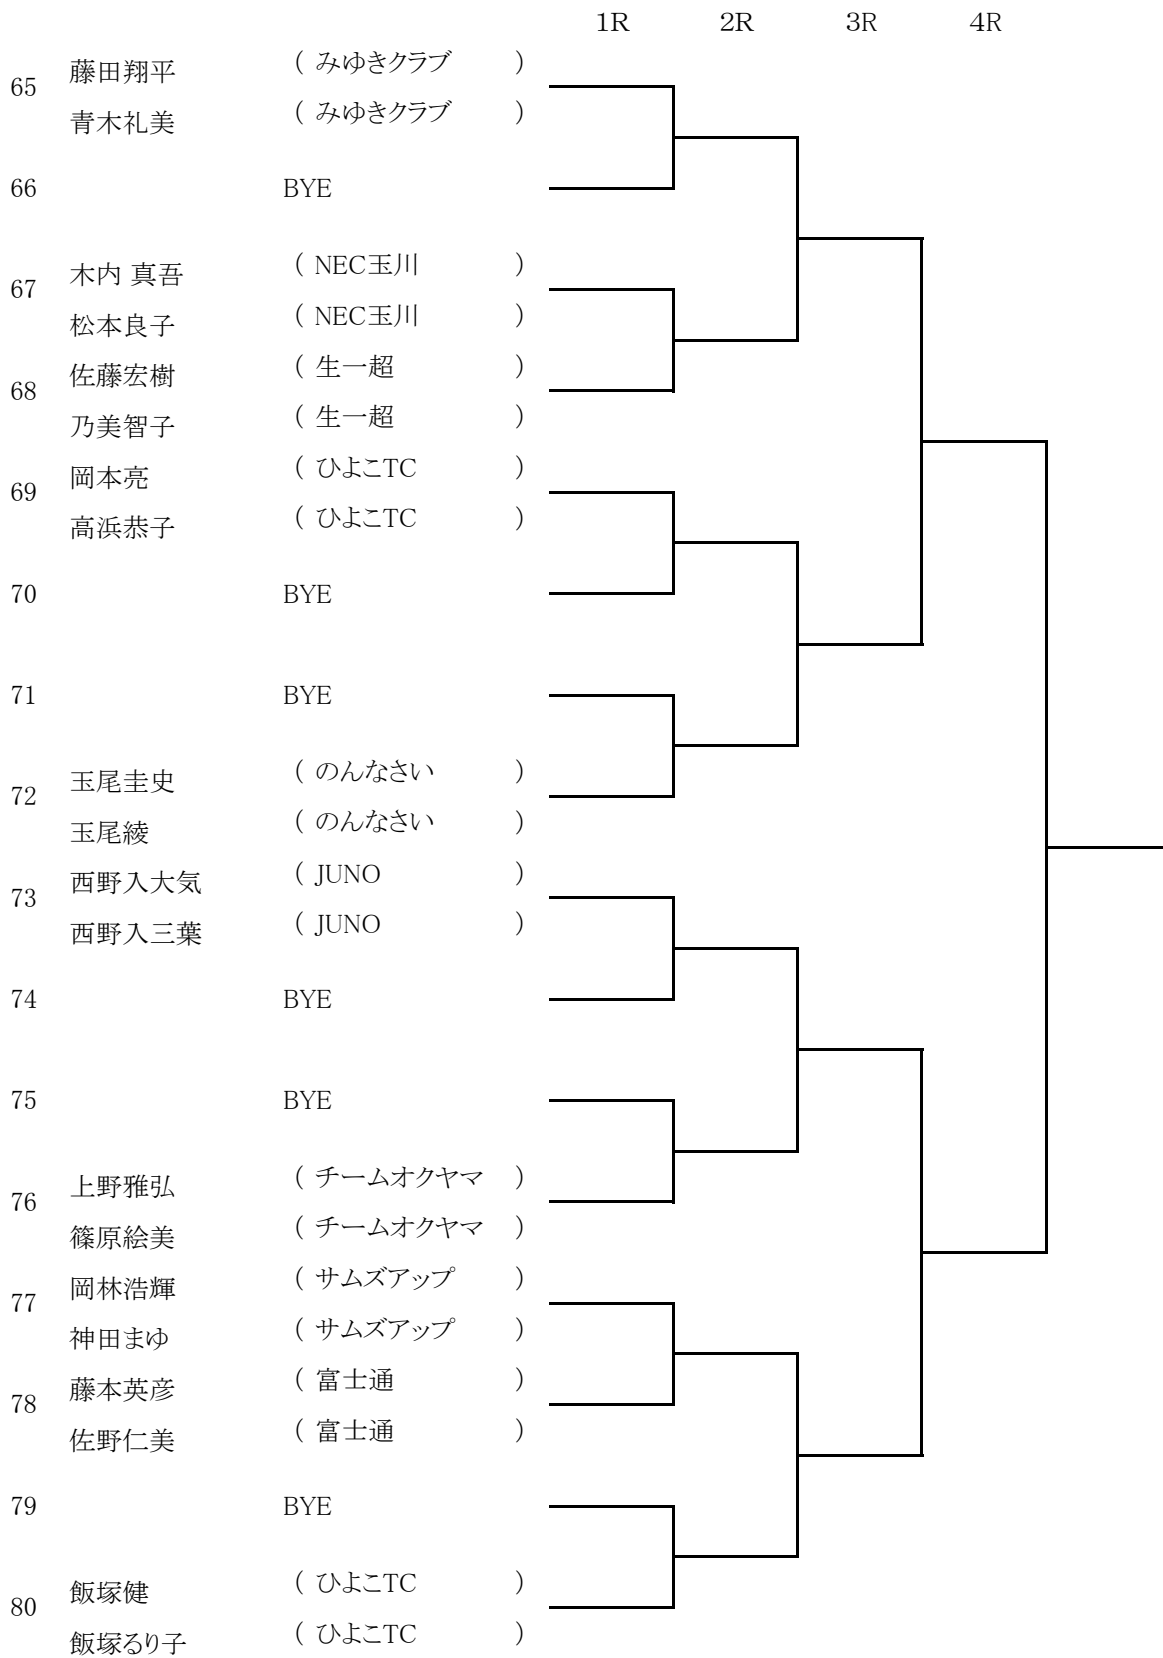 1R 2R 3R 4R
藤田翔平 ( みゆきクラブ )
65
青木礼美 ( みゆきクラブ )
66 BYE
木内 真吾 ( NEC玉川 )
67
松本良子 ( NEC玉川 )
佐藤宏樹 ( 生一超 )
68
乃美智子 ( 生一超 )
岡本亮 ( ひよこTC )
69
高浜恭子 ( ひよこTC )
70 BYE
71 BYE
玉尾圭史 ( のんなさい )
72
玉尾綾 ( のんなさい )
西野入大気 ( JUNO )
73
西野入三葉 ( JUNO )
74 BYE
75 BYE
上野雅弘 ( チームオクヤマ )
76
篠原絵美 ( チームオクヤマ )
岡林浩輝 ( サムズアップ )
77
神田まゆ ( サムズアップ )
藤本英彦 ( 富士通 )
78
佐野仁美 ( 富士通 )
79 BYE
飯塚健 ( ひよこTC )
80
飯塚るり子 ( ひよこTC )